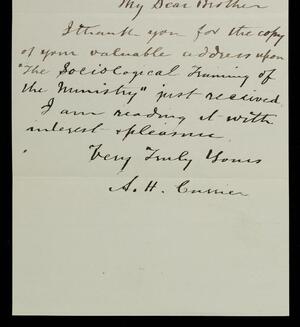 My Dear Brother
I thank you for the copy
of your valuable address upon
"The Sociological Training of
the Ministry" just received.
I am reading it with
interest & pleasure.
Very Truly Yours
A. H. Currier